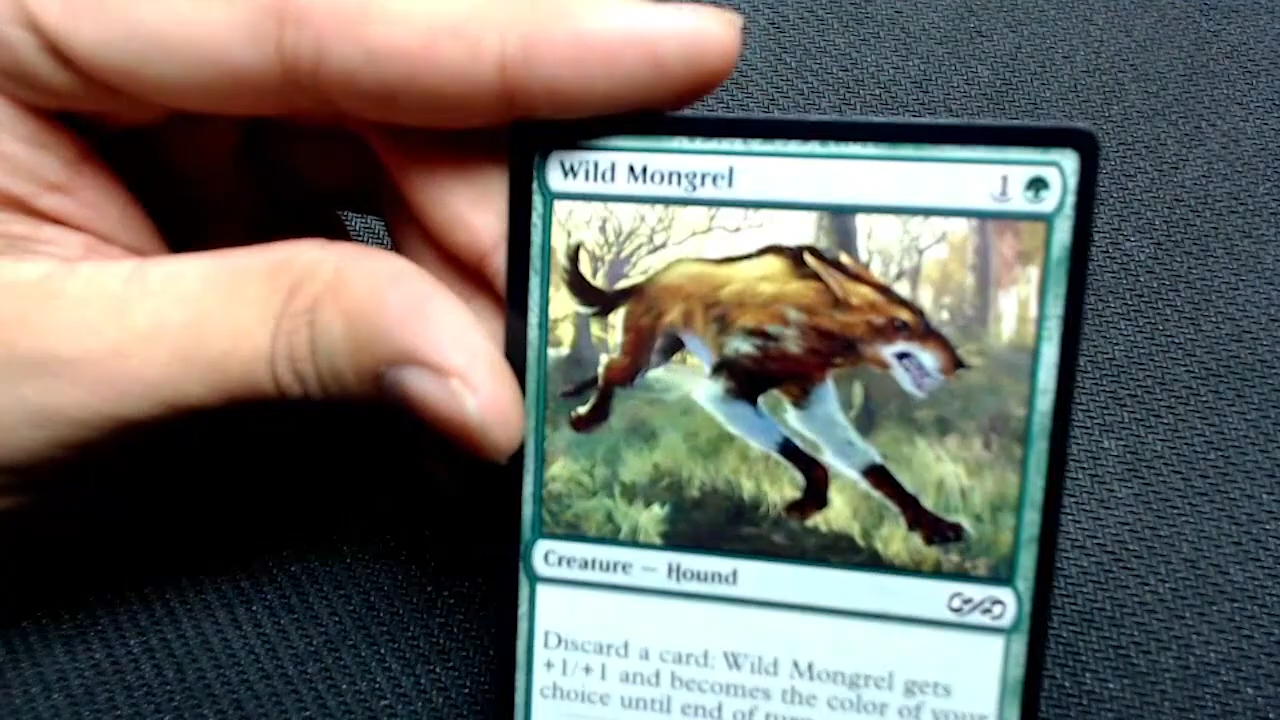 Wild Mongrel 1
Creature — Hound
Discard a card: Wild Mongrel gets
+1/+1 and becomes the color of your
choice until end of turn